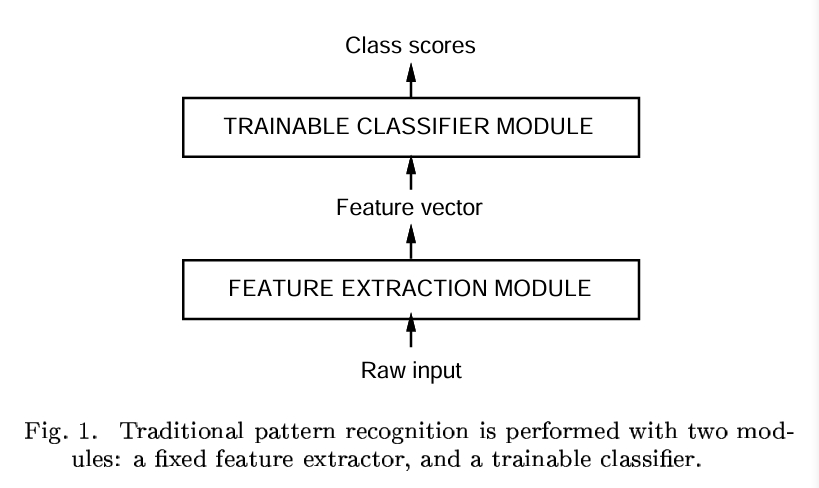 Class scores
TRAINABLE CLASSIFIER MODULE
Feature vector
FEATURE EXTRACTION MODULE
Raw input
Fig. 1. Traditional pattern recognition is performed with two mod-
ules: a fixed feature extractor, and a trainable classifier.